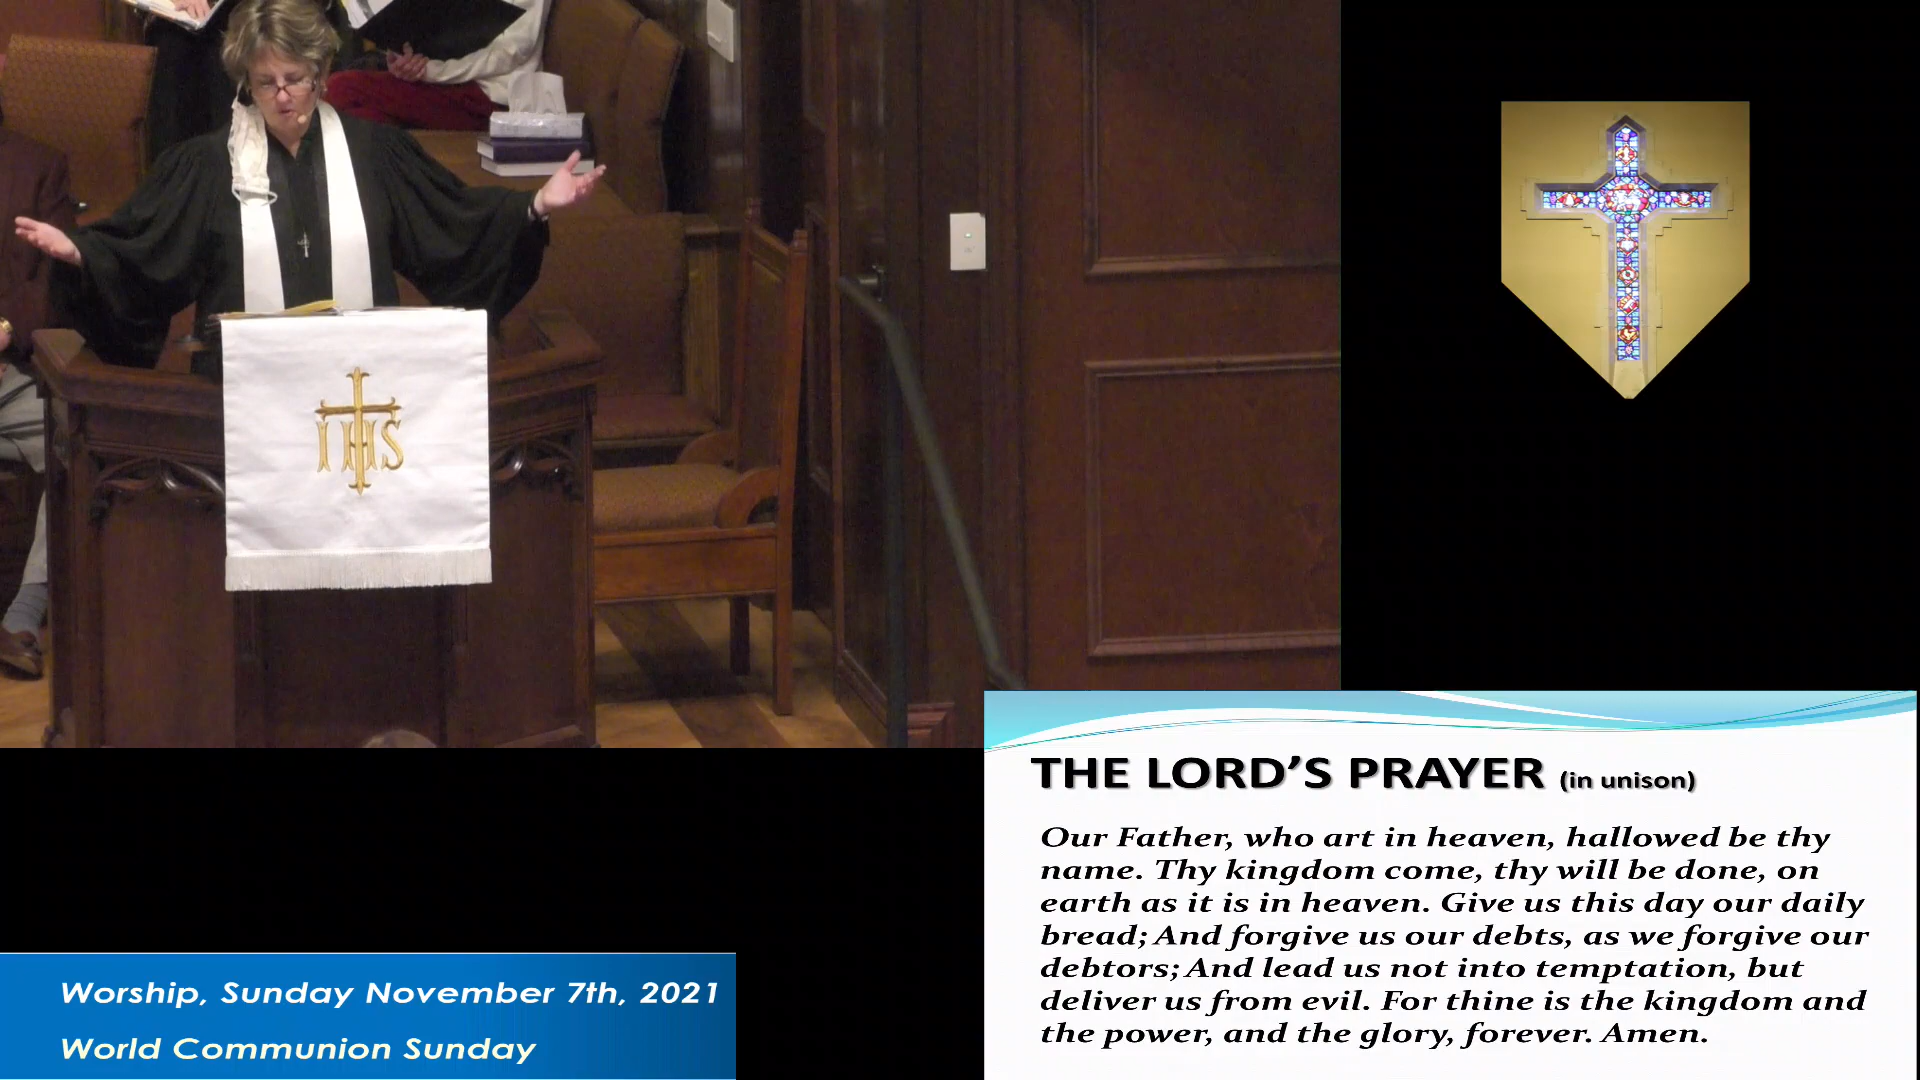 IHS
THE LORD’S PRAYER (in unison)
Our Father, who art in heaven, hallowed be thy
name. Thy kingdom come, thy will be done, on
earth as it is in heaven. Give us this day our daily
bread; And forgive us our debts, as we forgive our
debtors; And lead us not into temptation, but
deliver us from evil. For thine is the kingdom and
the power, and the glory, forever. Amen.
Worship, Sunday November 7th, 2021
World Communion Sunday